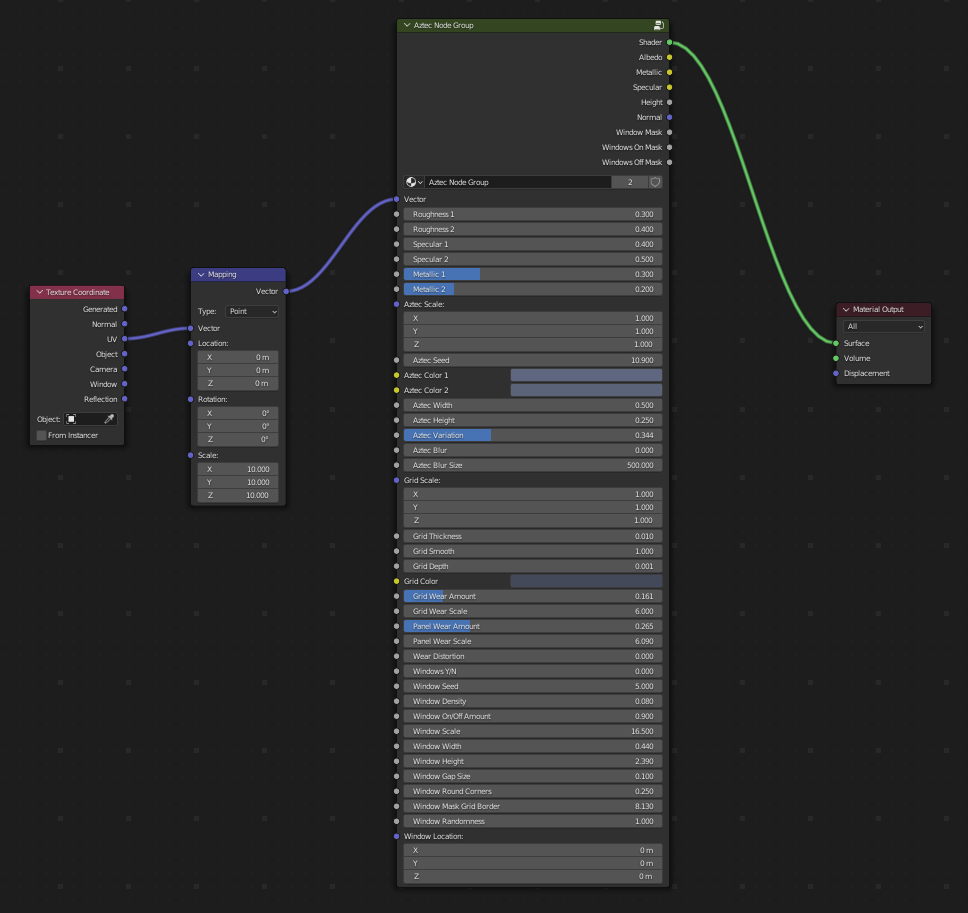 Texture Coordinate
Generated
Normal
UV
Object
Camera
Window
Reflection
Object:
From Instancer
Mapping
Vector
Type: Point
Vector
Location:
X 0 m
Y 0 m
Z 0 m
Rotation:
X 0°
Y 0°
Z 0°
Scale:
X 10.000
Y 10.000
Z 10.000
Aztec Node Group
Shader
Albedo
Metallic
Specular
Height
Normal
Window Mask
Windows On Mask
Windows Off Mask
Aztec Node Group 2
Vector
Roughness 1 0.300
Roughness 2 0.400
Specular 1 0.400
Specular 2 0.500
Metallic 1 0.300
Metallic 2 0.200
Aztec Scale:
X 1.000
Y 1.000
Z 1.000
Aztec Seed 10.900
Aztec Color 1
Aztec Color 2
Aztec Width 0.500
Aztec Height 0.250
Aztec Variation 0.344
Aztec Blur 0.000
Aztec Blur Size 500.000
Grid Scale:
X 1.000
Y 1.000
Z 1.000
Grid Thickness 0.010
Grid Smooth 1.000
Grid Depth 0.001
Grid Color
Grid Wear Amount 0.161
Grid Wear Scale 6.000
Panel Wear Amount 0.265
Panel Wear Scale 6.090
Wear Distortion 0.000
Windows Y/N 0.000
Window Seed 5.000
Window Density 0.080
Window On/Off Amount 0.900
Window Scale 16.500
Window Width 0.440
Window Height 2.390
Window Gap Size 0.100
Window Round Corners 0.250
Window Mask Grid Border 8.130
Window Randomness 1.000
Window Location:
X 0 m
Y 0 m
Z 0 m
Material Output
All
Surface
Volume
Displacement